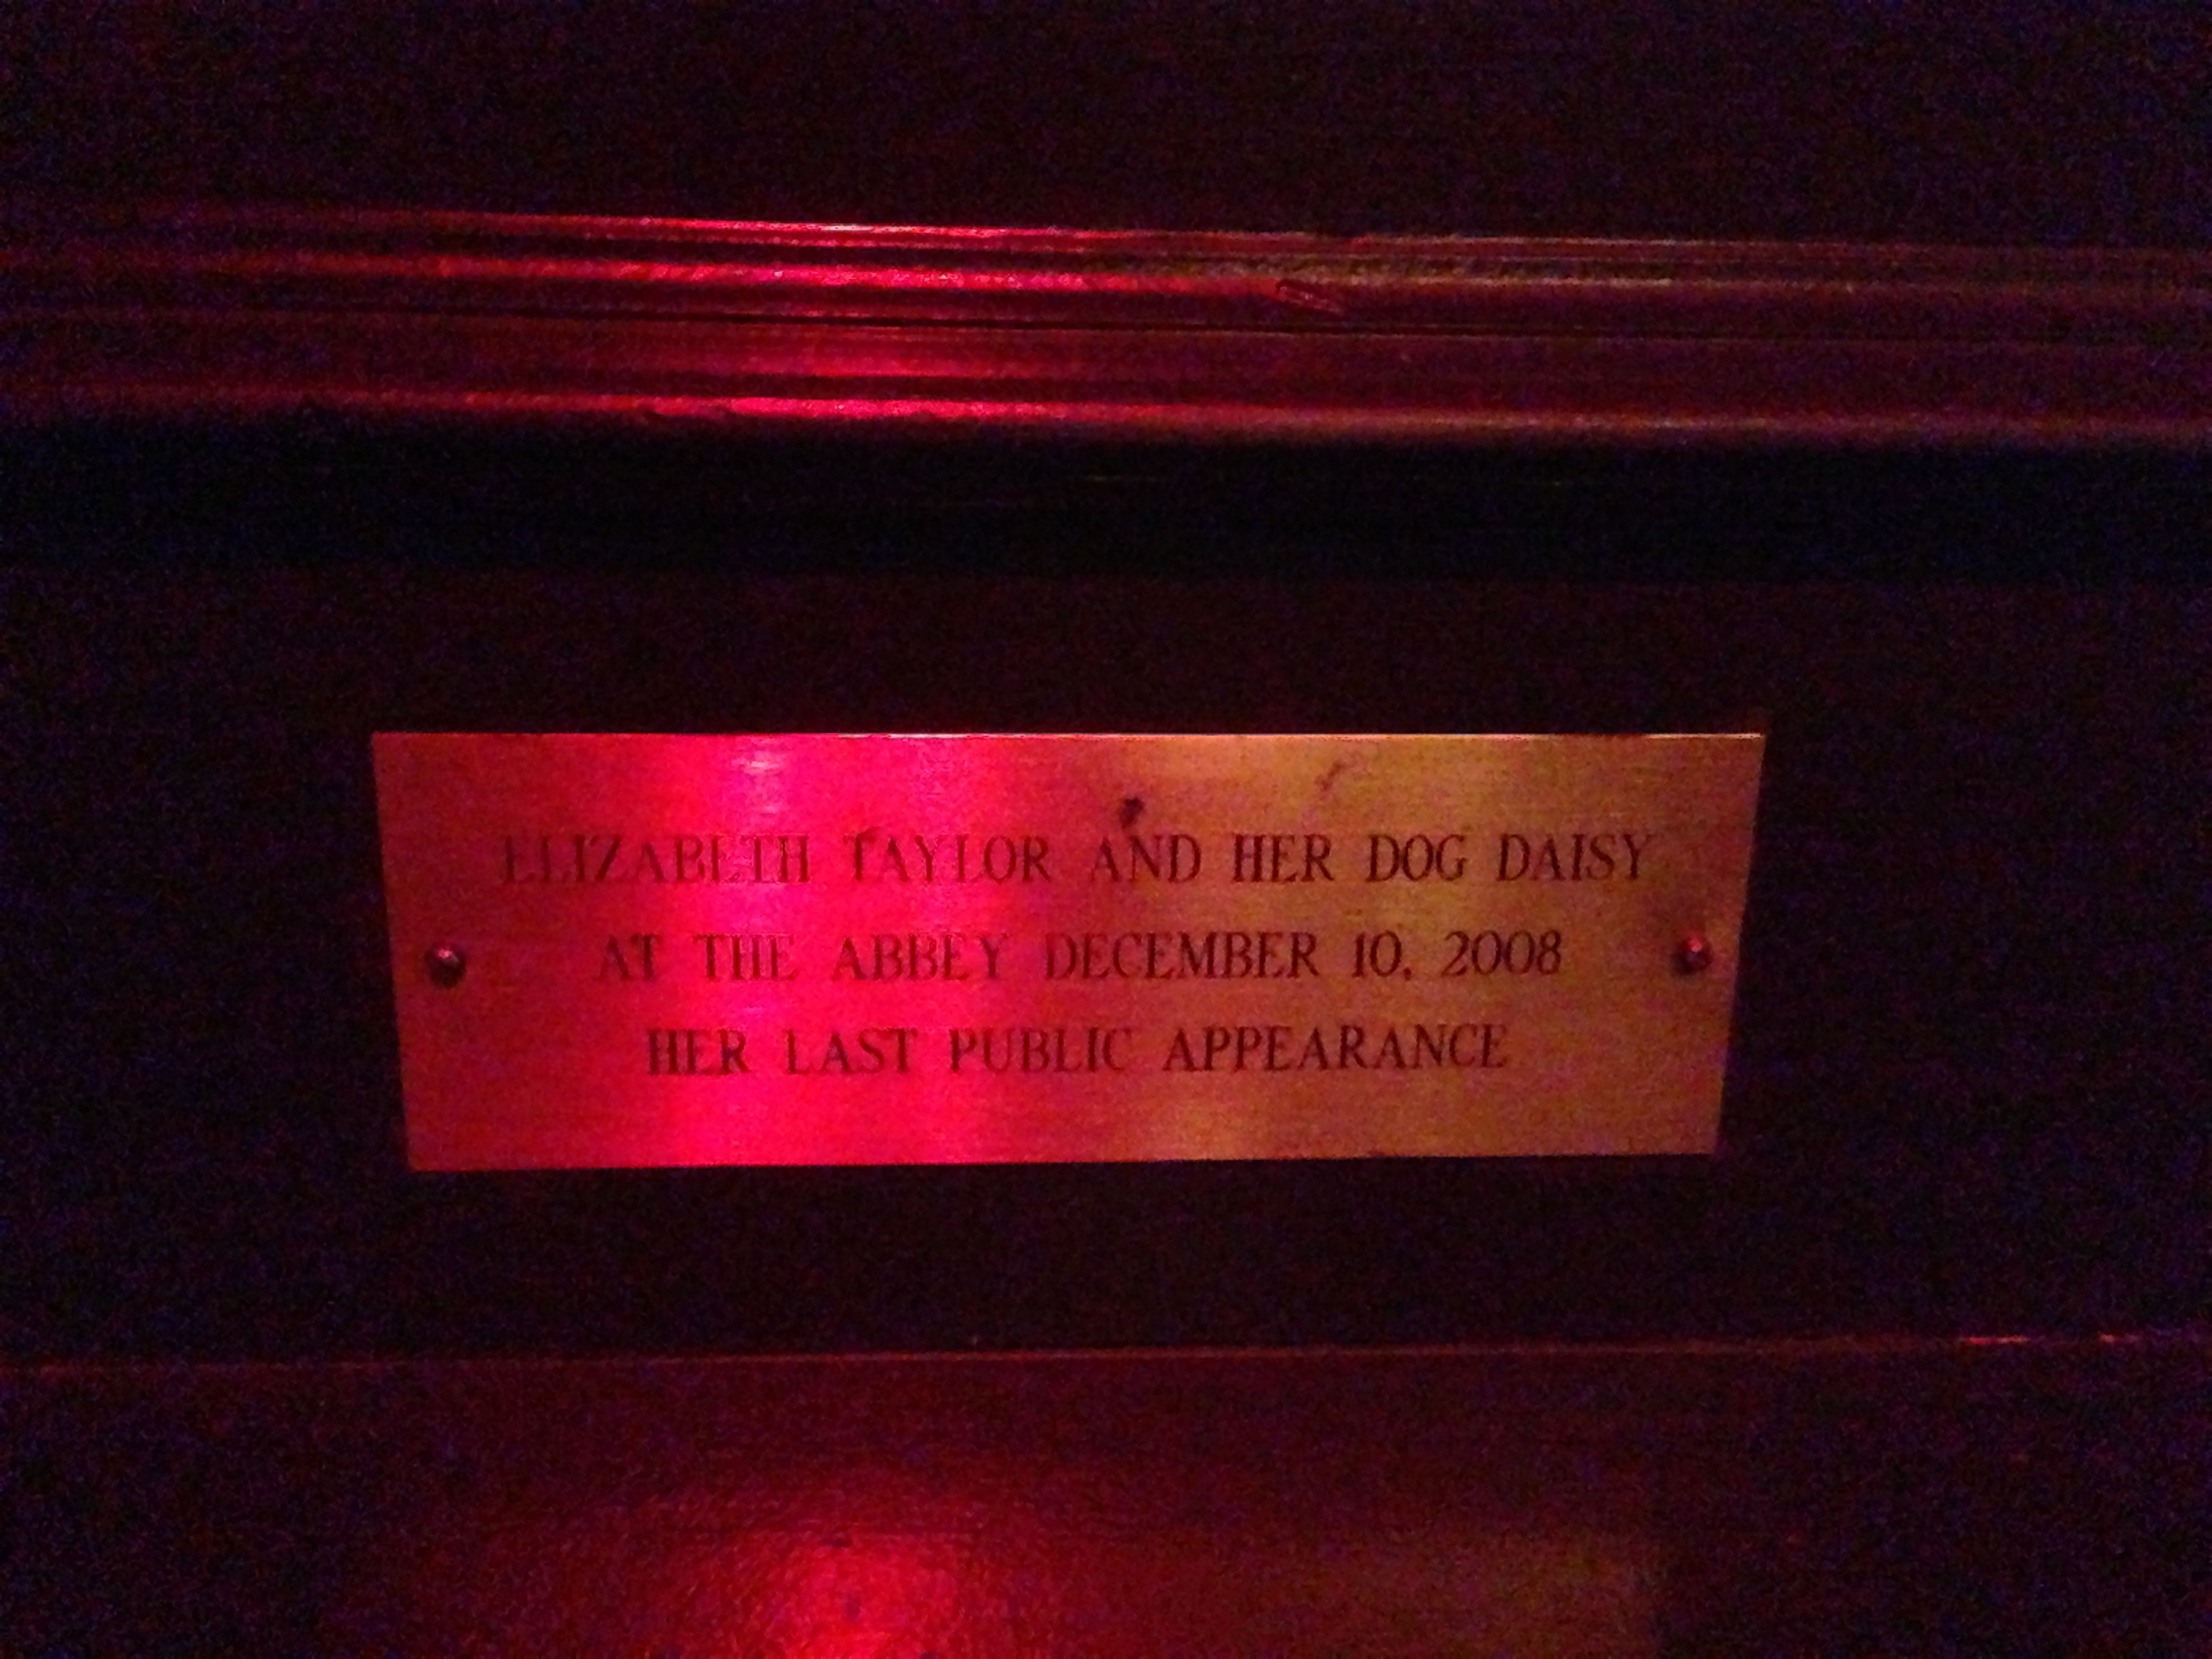 ELIZABETH TAYLOR AND HER DOG DAISY
AT THE ABBEY DECEMBER 10, 2008
HER LAST PUBLIC APPEARANCE